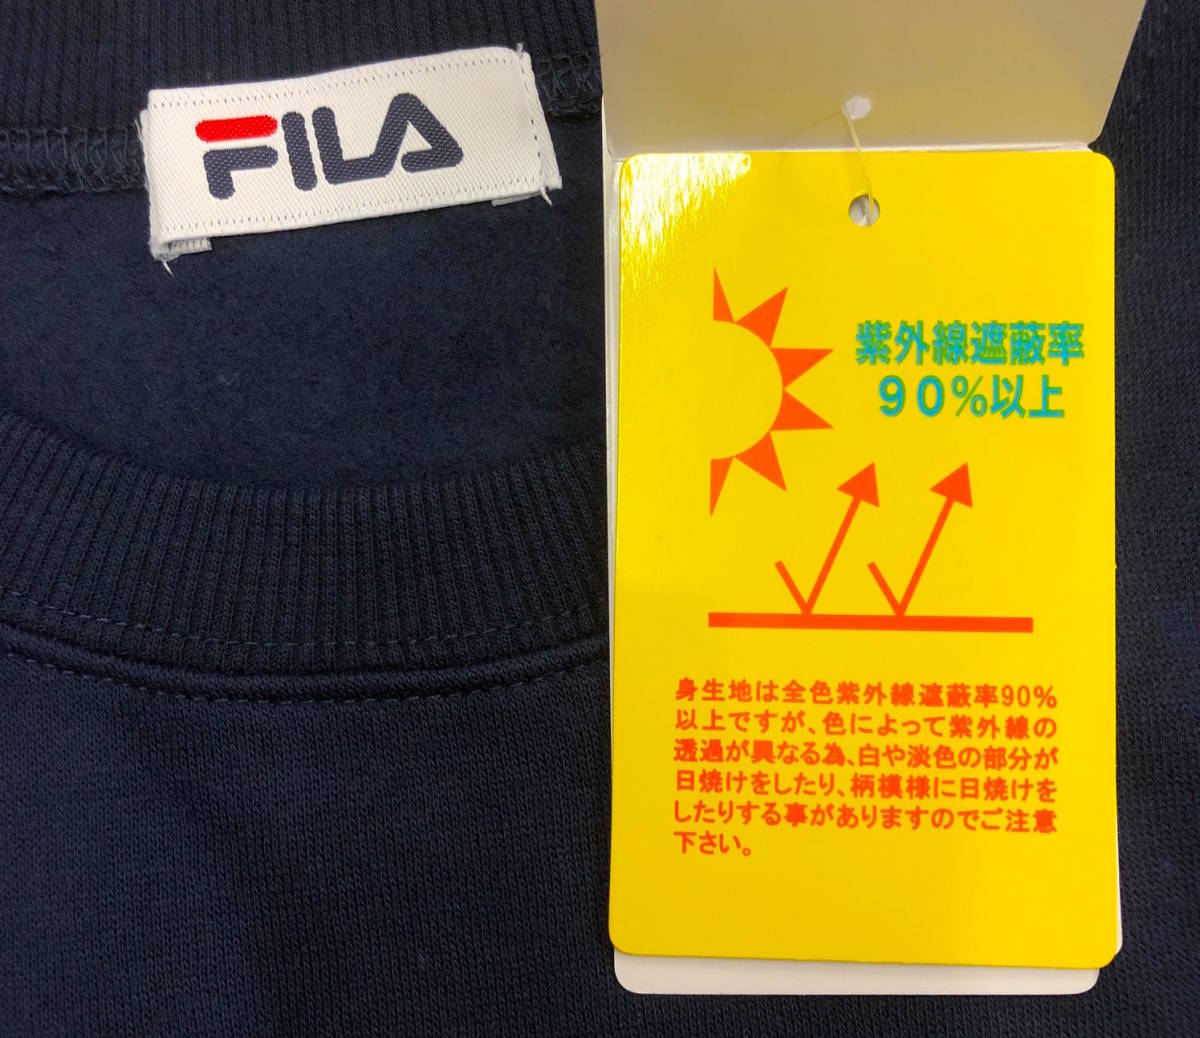 FILA
紫外線遮蔽率
90%以上
身生地は全色紫外線遮蔽率90%
以上ですが、色によって紫外線の
透過が異なる為、白や淡色の部分が
日焼けをしたり、柄模様に日焼けを
したりする事がありますのでご注意
下さい。